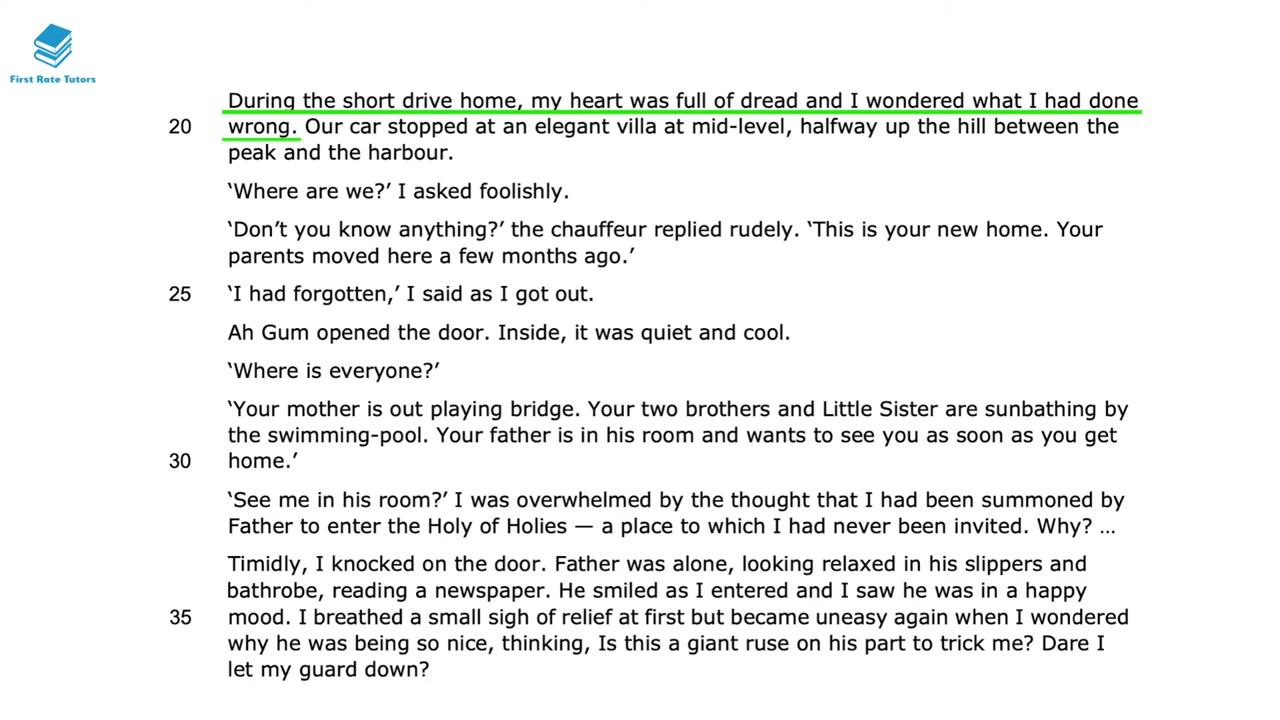 First Rate Tutors
During the short drive home, my heart was full of dread and I wondered what I had done
20 wrong. Our car stopped at an elegant villa at mid-level, halfway up the hill between the
peak and the harbour.
‘Where are we?’ I asked foolishly.
‘Don’t you know anything?’ the chauffeur replied rudely. ‘This is your new home. Your
parents moved here a few months ago.’
25 ‘I had forgotten,’ I said as I got out.
Ah Gum opened the door. Inside, it was quiet and cool.
‘Where is everyone?’
‘Your mother is out playing bridge. Your two brothers and Little Sister are sunbathing by
the swimming-pool. Your father is in his room and wants to see you as soon as you get
30 home.’
‘See me in his room?’ I was overwhelmed by the thought that I had been summoned by
Father to enter the Holy of Holies — a place to which I had never been invited. Why? ...
Timidly, I knocked on the door. Father was alone, looking relaxed in his slippers and
bathrobe, reading a newspaper. He smiled as I entered and I saw he was in a happy
35 mood. I breathed a small sigh of relief at first but became uneasy again when I wondered
why he was being so nice, thinking, Is this a giant ruse on his part to trick me? Dare I
let my guard down?